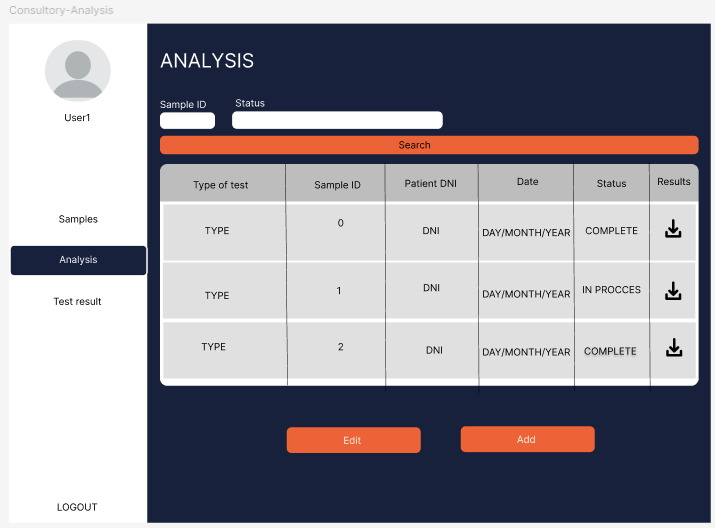 Consultory-Analysis
User1
Samples
Analysis
Test result
LOGOUT
ANALYSIS
Sample ID Status
Search
Type of test Sample ID Patient DNI Date Status Results
TYPE 0 DNI DAY/MONTH/YEAR COMPLETE
TYPE 1 DNI DAY/MONTH/YEAR IN PROCCES
TYPE 2 DNI DAY/MONTH/YEAR COMPLETE
Edit Add